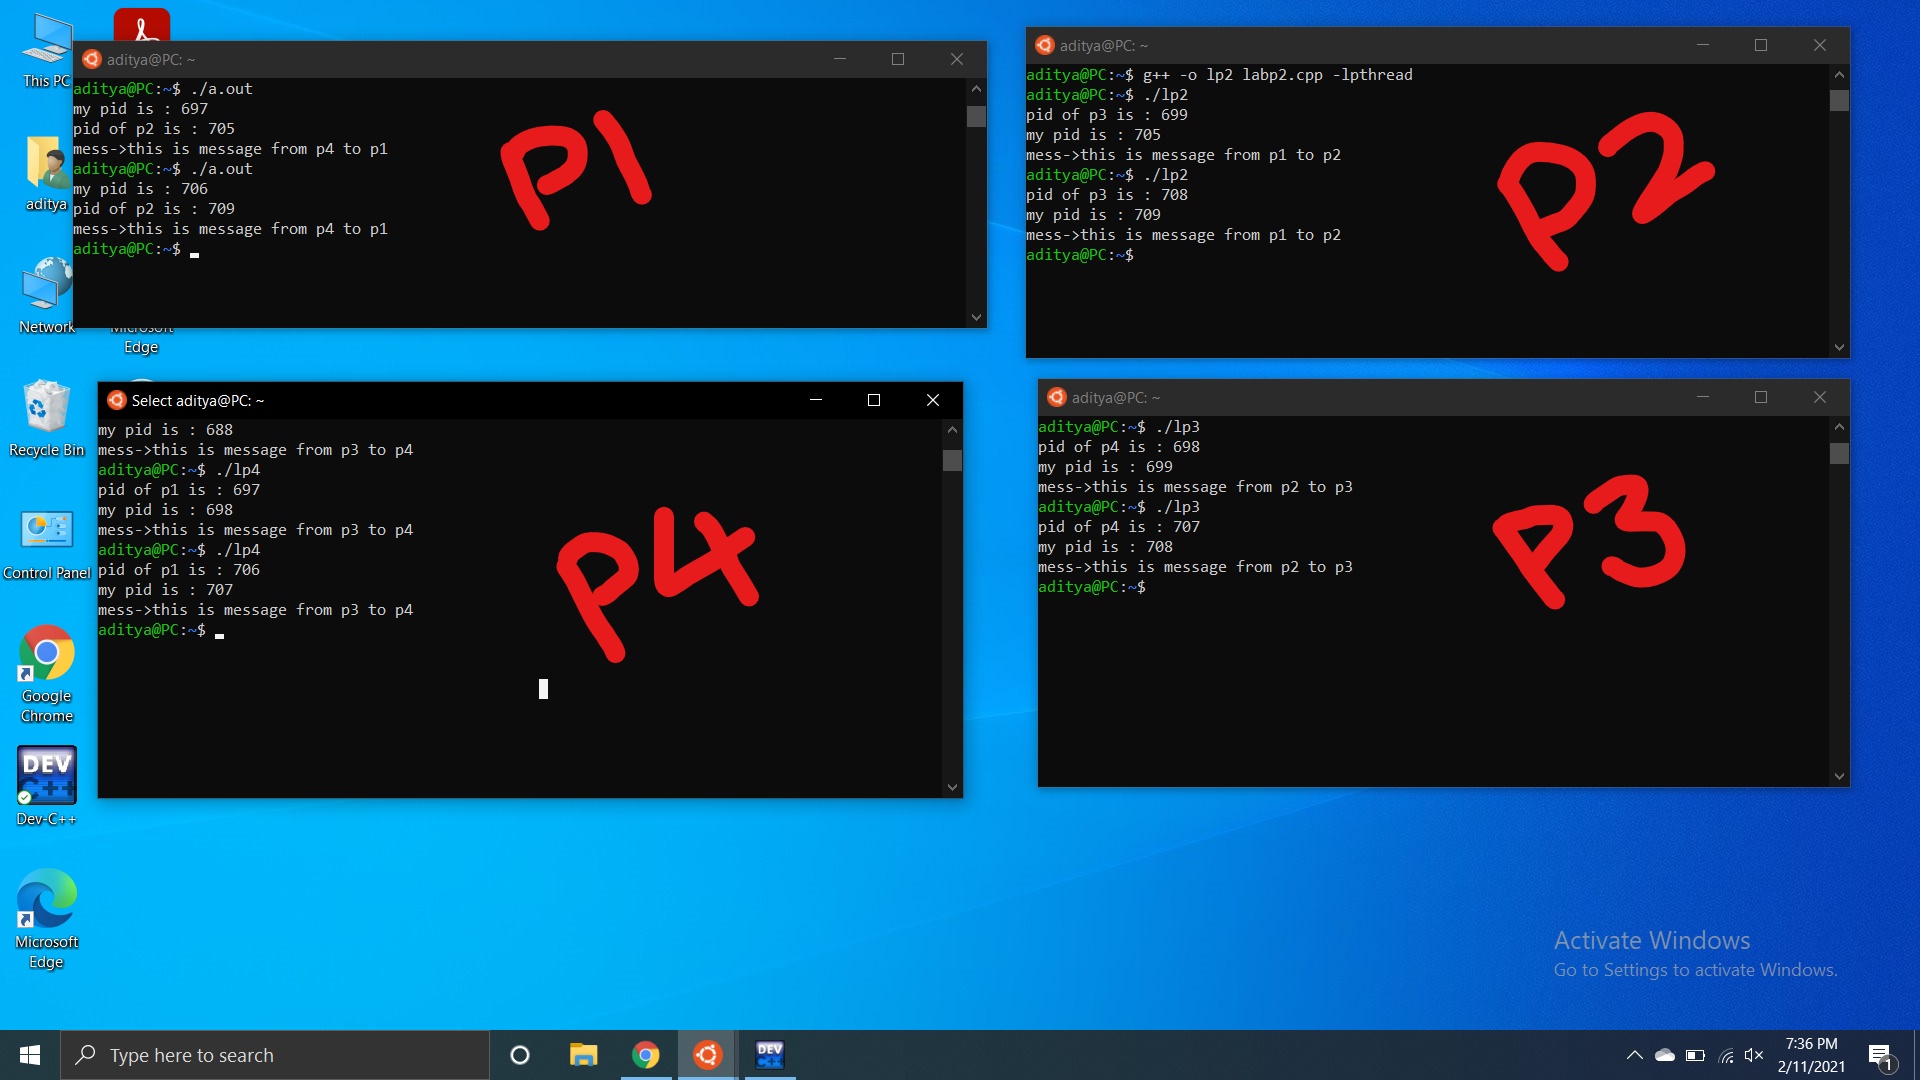 This PC
aditya
Network
Microsoft
Edge
Recycle Bin
Control Panel
Google
Chrome
DEV
C++
Dev-C++
Microsoft
Edge
aditya@PC: ~
aditya@PC:~$ ./a.out
my pid is : 697
pid of p2 is : 705
mess->this is message from p4 to p1
aditya@PC:~$ ./a.out
my pid is : 706
pid of p2 is : 709
mess->this is message from p4 to p1
aditya@PC:~$
P1
aditya@PC: ~
aditya@PC:~$ g++ -o lp2 labp2.cpp -lpthread
aditya@PC:~$ ./lp2
pid of p3 is : 699
my pid is : 705
mess->this is message from p1 to p2
aditya@PC:~$ ./lp2
pid of p3 is : 708
my pid is : 709
mess->this is message from p1 to p2
aditya@PC:~$
P2
Select aditya@PC: ~
my pid is : 688
mess->this is message from p3 to p4
aditya@PC:~$ ./lp4
pid of p1 is : 697
my pid is : 698
mess->this is message from p3 to p4
aditya@PC:~$ ./lp4
pid of p1 is : 706
my pid is : 707
mess->this is message from p3 to p4
aditya@PC:~$
P4
aditya@PC: ~
aditya@PC:~$ ./lp3
pid of p4 is : 698
my pid is : 699
mess->this is message from p2 to p3
aditya@PC:~$ ./lp3
pid of p4 is : 707
my pid is : 708
mess->this is message from p2 to p3
aditya@PC:~$
P3
Activate Windows
Go to Settings to activate Windows.
Type here to search
DEV
C++
7:36 PM
2/11/2021
1